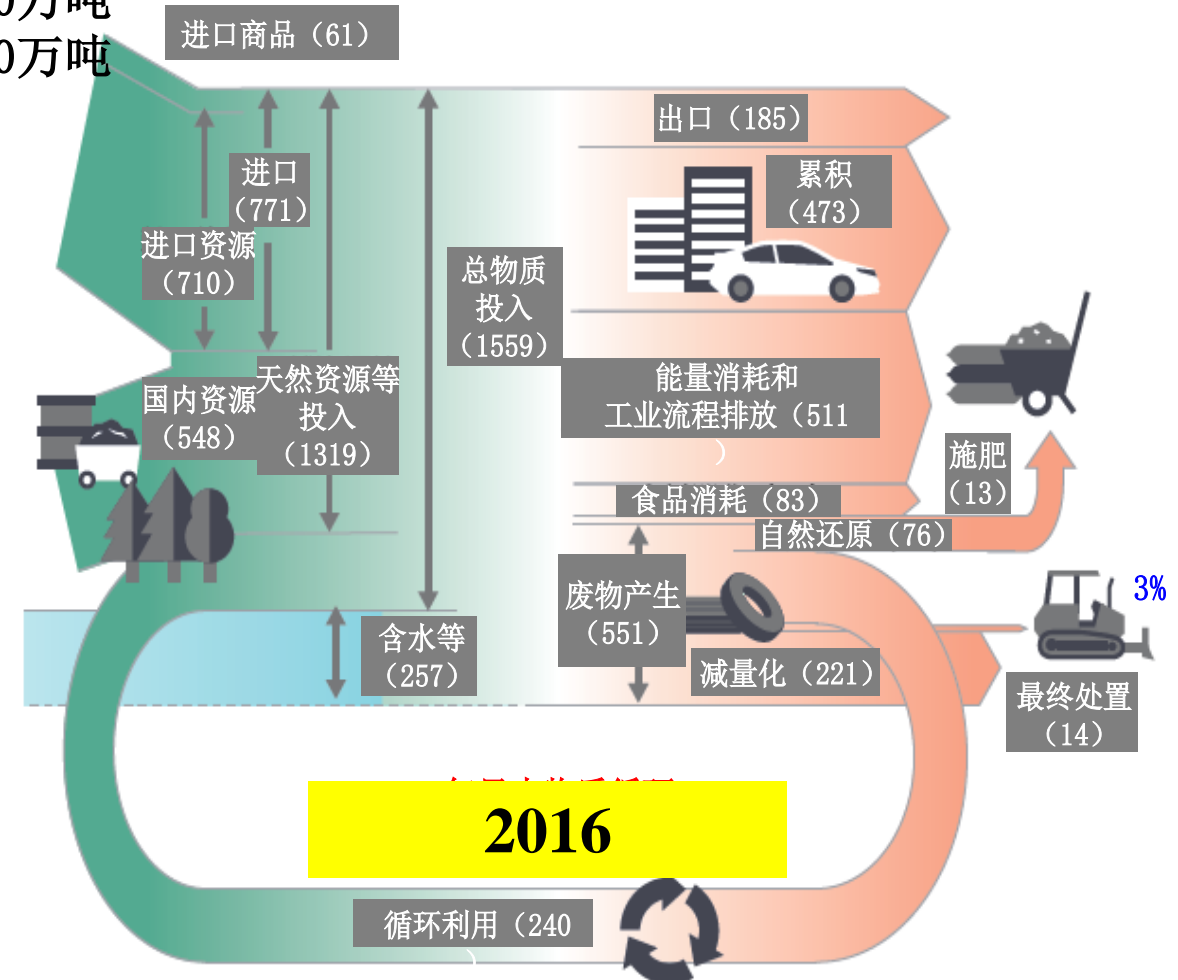 0万吨
0万吨
进口商品（61）
出口（185）
进口
（771）
累积
（473）
进口资源
（710）
总物质
投入
（1559）
国内资源
（548）
天然资源等
投入
（1319）
能量消耗和
工业流程排放（511
）
施肥
（13）
食品消耗（83）
自然还原（76）
3%
废物产生
（551）
含水等
（257）
减量化（221）
最终处置
（14）
2016
循环利用（240
）